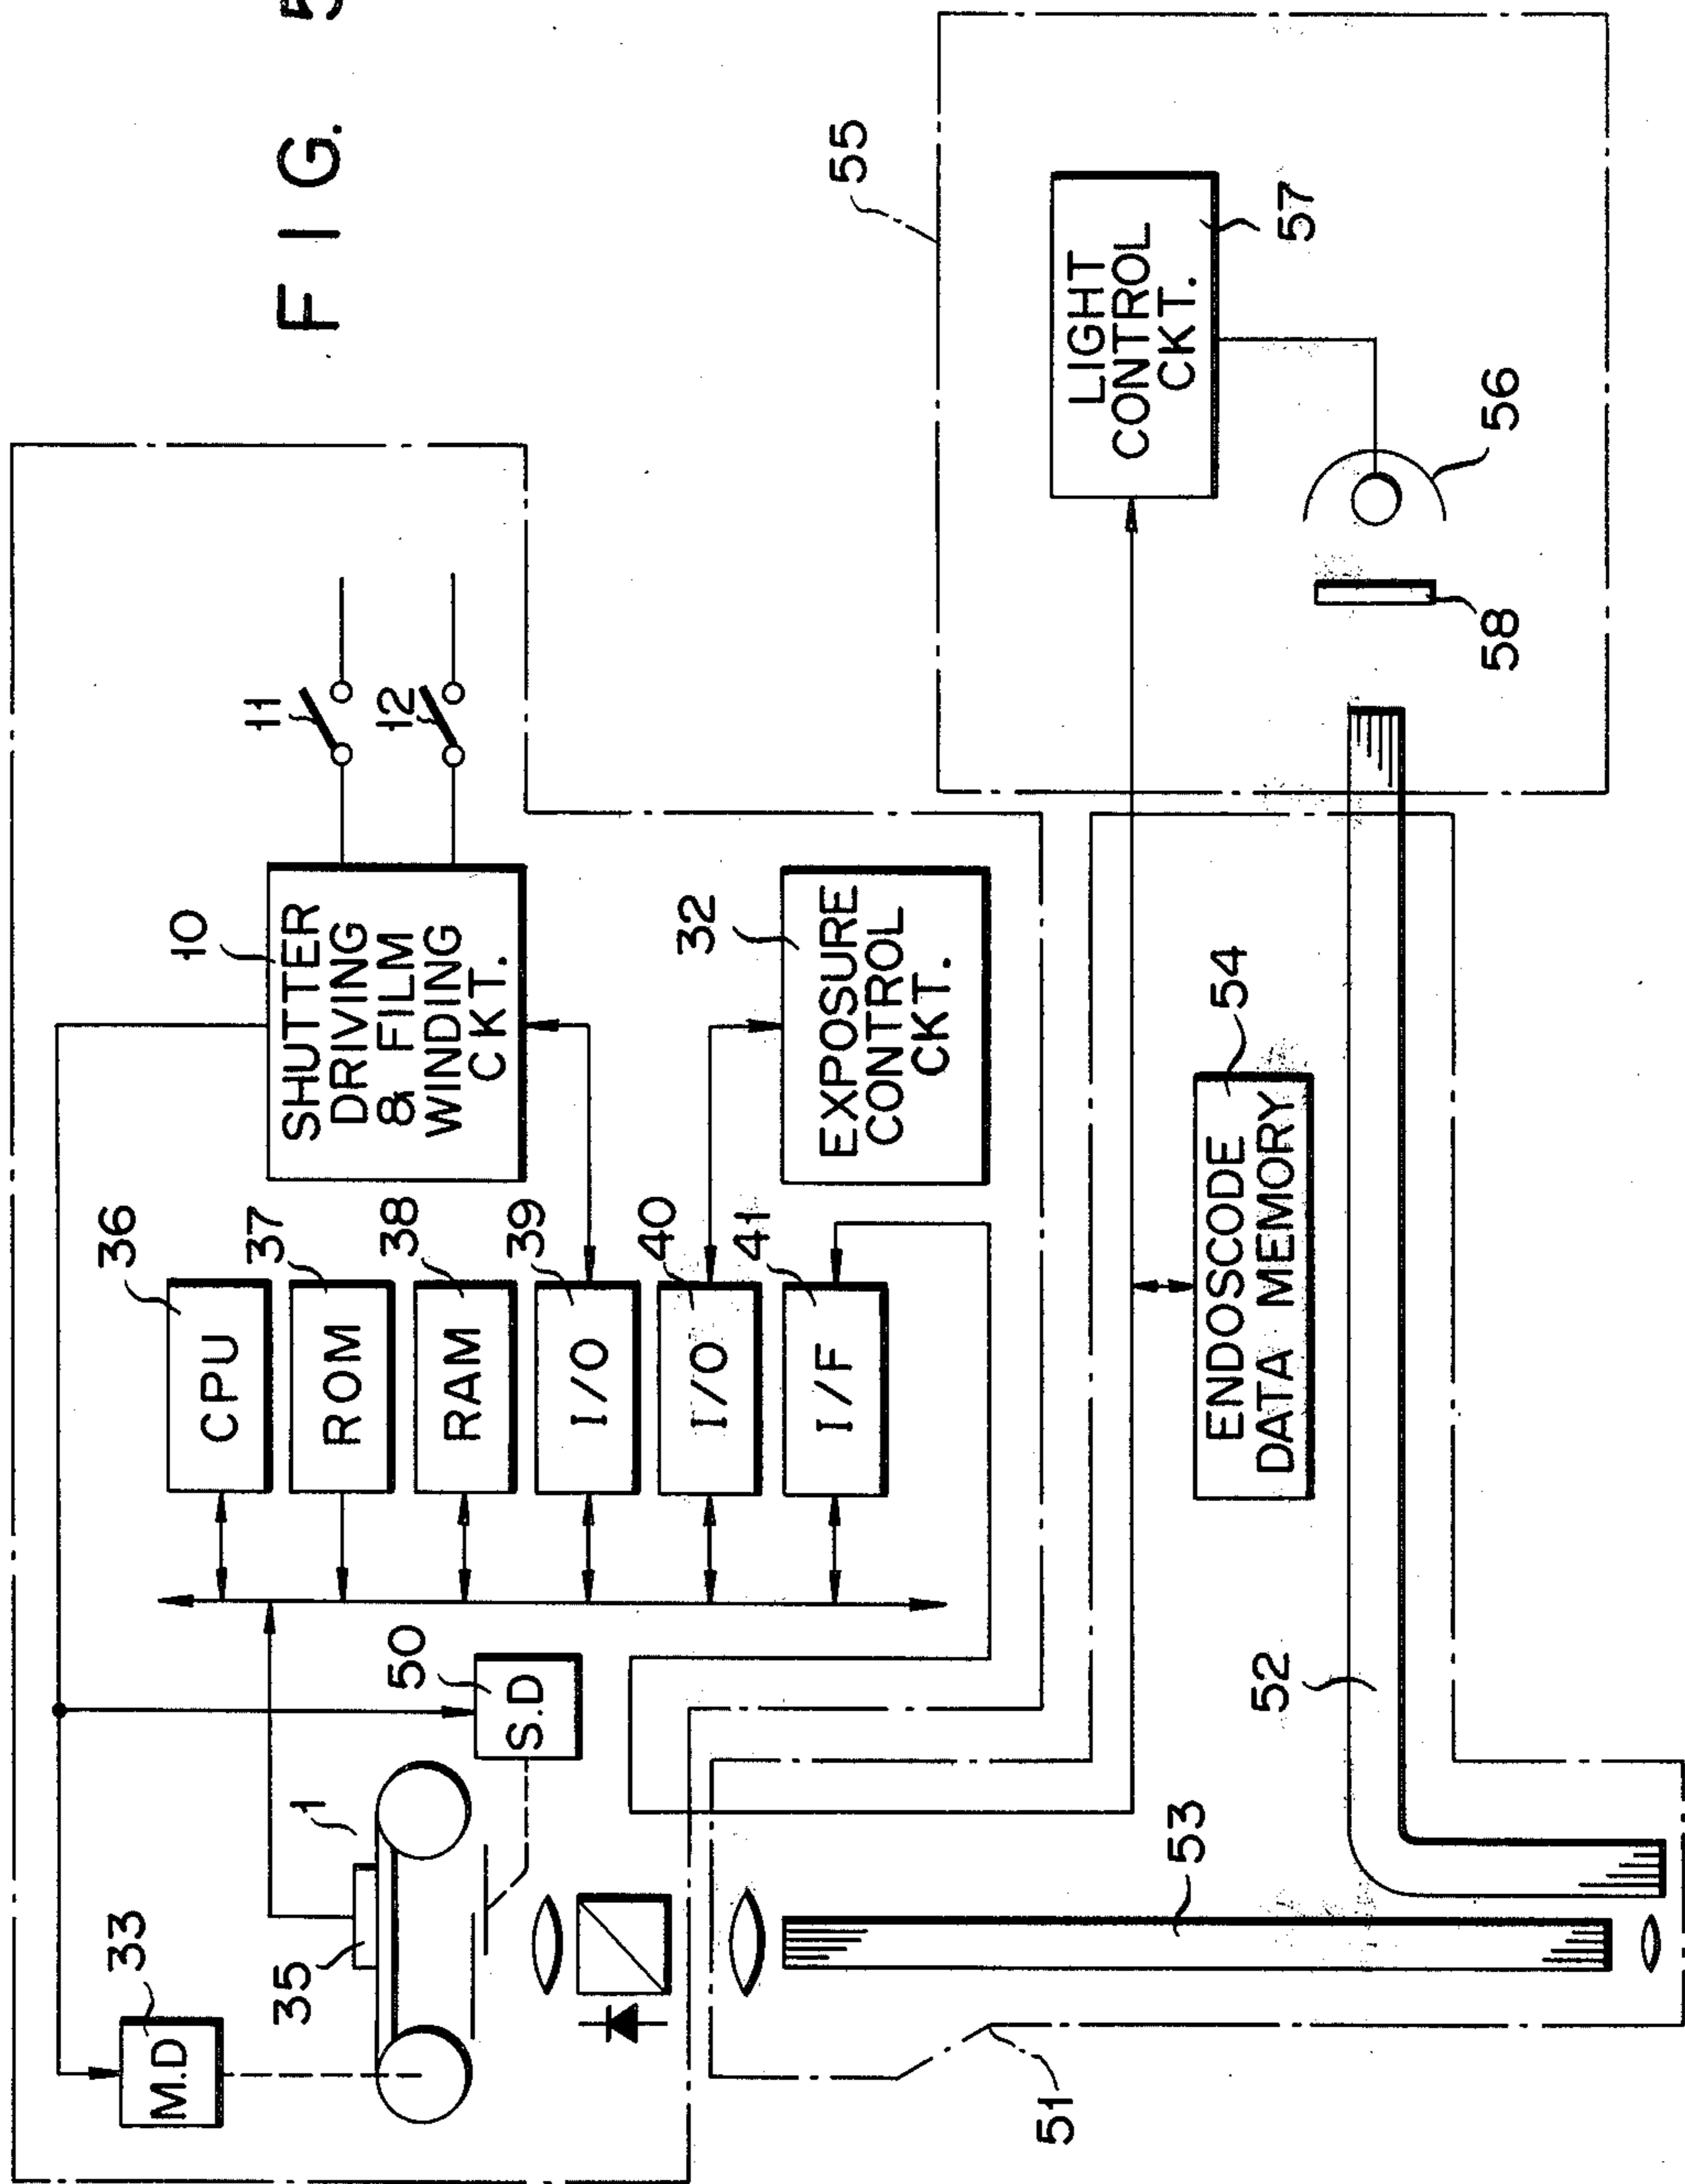 FIG. 5
33
M.D
35
1
50
S.D
36
CPU
37
ROM
38
RAM
39
I/O
40
I/O
41
I/F
10
SHUTTER
DRIVING
& FILM
WINDING
CKT.
11
12
32
EXPOSURE
CONTROL
CKT.
51
53
52
54
ENDOSCODE
DATA MEMORY
55
LIGHT
CONTROL
CKT.
57
56
58